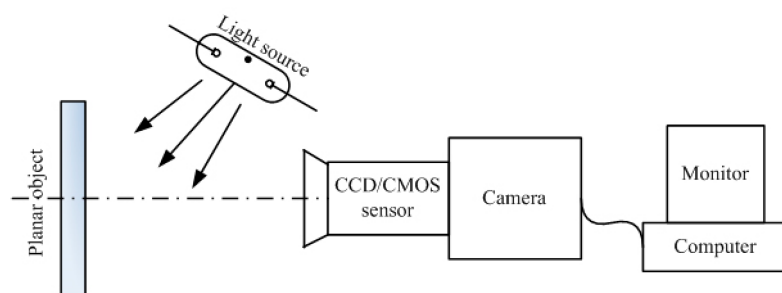 Light source
Planar object
CCD/CMOS
sensor
Camera
Monitor
Computer